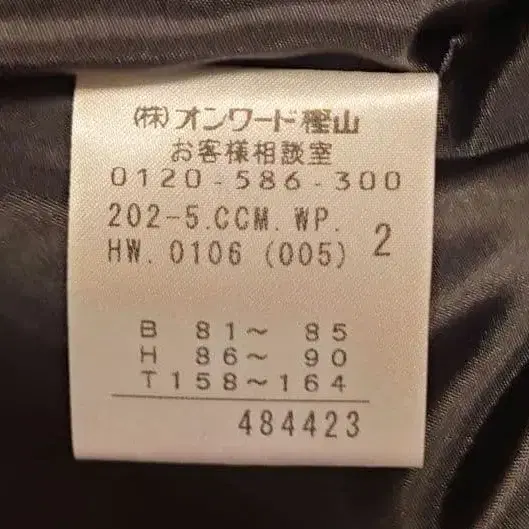 (株)オンワード樫山
お客様相談室
0120-586-300
202-5.CCM.WP.
HW.0106(005) 2
B 81～ 85
H 86～ 90
T158～164
484423